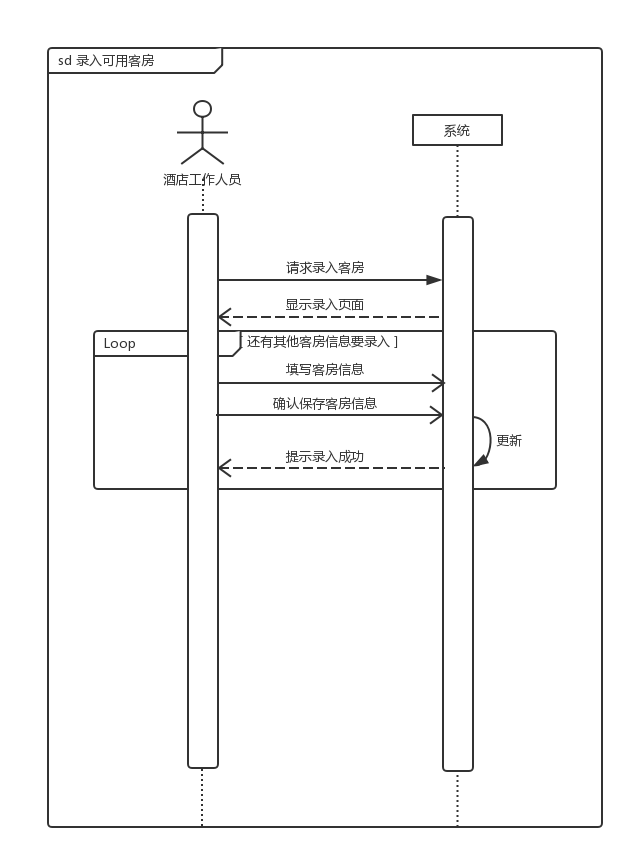 sd 录入可用客房
系统
酒店工作人员
请求录入客房
显示录入页面
Loop
[ 还有其他客房信息要录入 ]
填写客房信息
确认保存客房信息
更新
提示录入成功